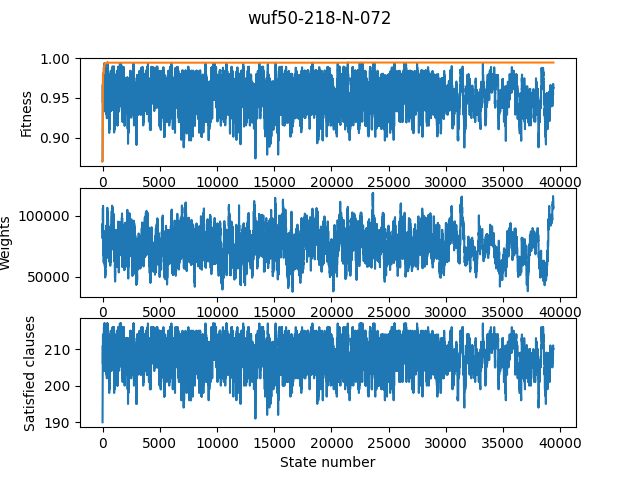 wuf50-218-N-072
1.00
0.95
0.90
Fitness
0 5000 10000 15000 20000 25000 30000 35000 40000
100000
50000
Weights
0 5000 10000 15000 20000 25000 30000 35000 40000
210
200
190
Satisfied clauses
0 5000 10000 15000 20000 25000 30000 35000 40000
State number